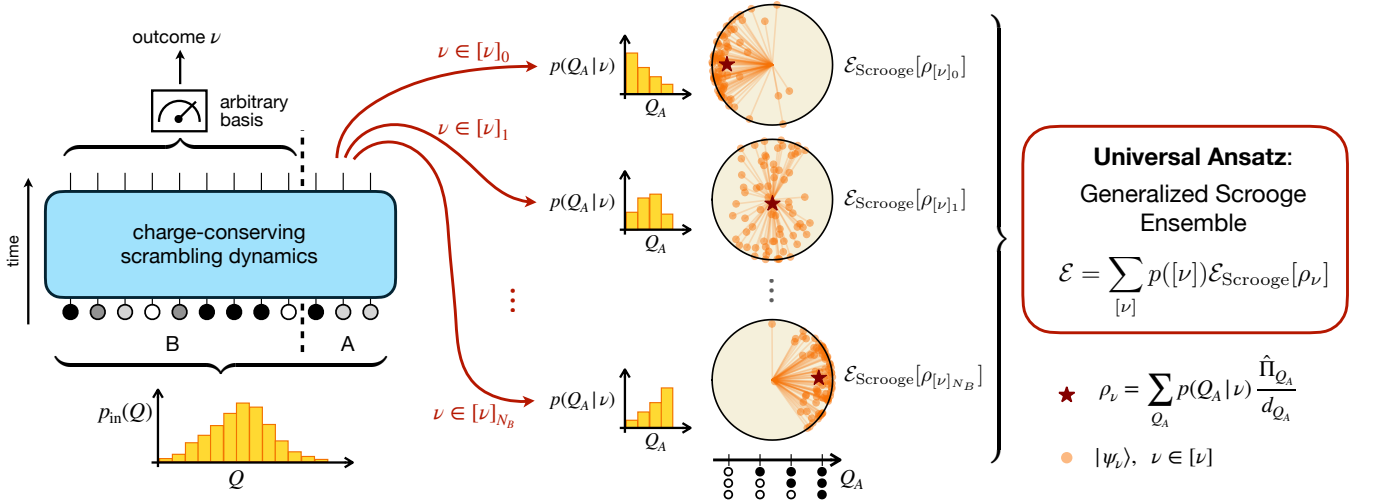 outcome ν
arbitrary
basis
time
charge-conserving
scrambling dynamics
B
A
p_in(Q)
Q
ν ∈ [ν]_0
ν ∈ [ν]_1
ν ∈ [ν]_{N_B}
p(Q_A|ν)
Q_A
ℰ_Scrooge[ρ_{[ν]_0}]
p(Q_A|ν)
Q_A
ℰ_Scrooge[ρ_{[ν]_1}]
p(Q_A|ν)
Q_A
ℰ_Scrooge[ρ_{[ν]_{N_B}}]
Q_A
Universal Ansatz:
Generalized Scrooge
Ensemble
ℰ = ∑_{[ν]} p([ν]) ℰ_Scrooge[ρ_ν]
ρ_ν = ∑_{Q_A} p(Q_A|ν) Π̂_{Q_A} / d_{Q_A}
|ψ_ν⟩, ν ∈ [ν]